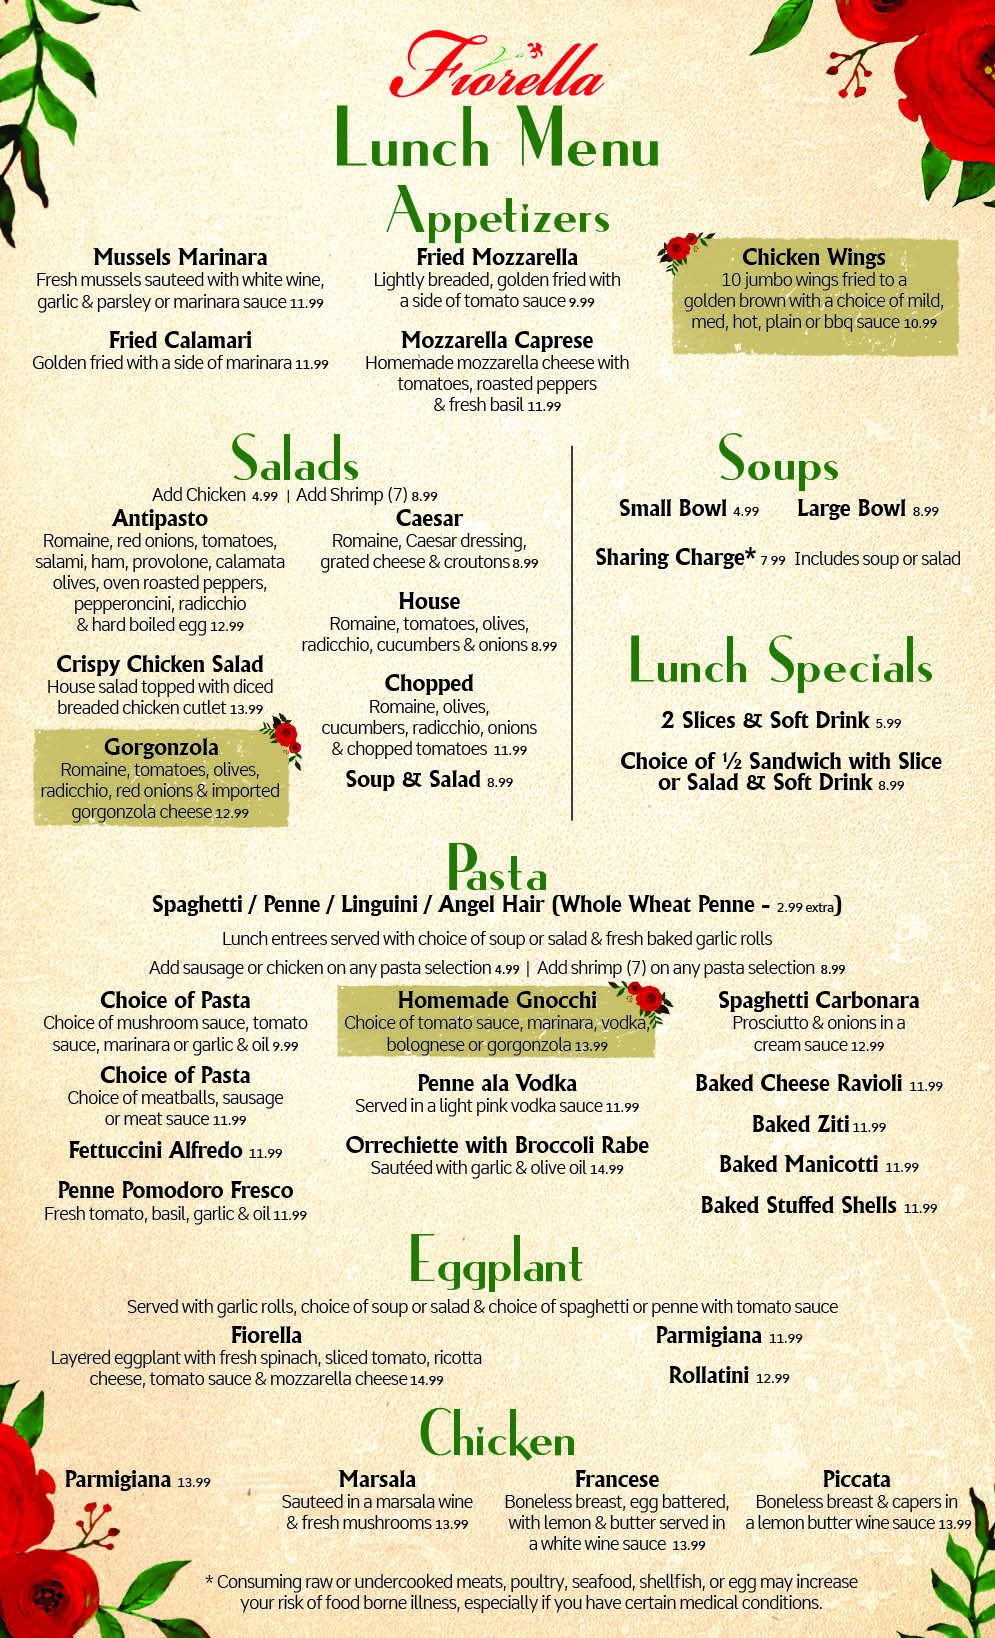 Fiorella
Lunch Menu
Appetizers
Mussels Marinara
Fresh mussels sauteed with white wine,
garlic & parsley or marinara sauce 11.99
Fried Calamari
Golden fried with a side of marinara 11.99
Fried Mozzarella
Lightly breaded, golden fried with
a side of tomato sauce 9.99
Mozzarella Caprese
Homemade mozzarella cheese with
tomatoes, roasted peppers
& fresh basil 11.99
Chicken Wings
10 jumbo wings fried to a
golden brown with a choice of mild,
med, hot, plain or bbq sauce 10.99
Salads
Add Chicken 4.99 | Add Shrimp (7) 8.99
Antipasto
Romaine, red onions, tomatoes,
salami, ham, provolone, calamata
olives, oven roasted peppers,
pepperoncini, radicchio
& hard boiled egg 12.99
Crispy Chicken Salad
House salad topped with diced
breaded chicken cutlet 13.99
Gorgonzola
Romaine, tomatoes, olives,
radicchio, red onions & imported
gorgonzola cheese 12.99
Caesar
Romaine, Caesar dressing,
grated cheese & croutons 8.99
House
Romaine, tomatoes, olives,
radicchio, cucumbers & onions 8.99
Chopped
Romaine, olives,
cucumbers, radicchio, onions
& chopped tomatoes 11.99
Soup & Salad 8.99
Soups
Small Bowl 4.99 Large Bowl 8.99
Sharing Charge* 7 99 Includes soup or salad
Lunch Specials
2 Slices & Soft Drink 5.99
Choice of ½ Sandwich with Slice
or Salad & Soft Drink 8.99
Pasta
Spaghetti / Penne / Linguini / Angel Hair (Whole Wheat Penne - 2.99 extra)
Lunch entrees served with choice of soup or salad & fresh baked garlic rolls
Add sausage or chicken on any pasta selection 4.99 | Add shrimp (7) on any pasta selection 8.99
Choice of Pasta
Choice of mushroom sauce, tomato
sauce, marinara or garlic & oil 9.99
Choice of Pasta
Choice of meatballs, sausage
or meat sauce 11.99
Fettuccini Alfredo 11.99
Penne Pomodoro Fresco
Fresh tomato, basil, garlic & oil 11.99
Homemade Gnocchi
Choice of tomato sauce, marinara, vodka,
bolognese or gorgonzola 13.99
Penne ala Vodka
Served in a light pink vodka sauce 11.99
Orrechiette with Broccoli Rabe
Sautéed with garlic & olive oil 14.99
Spaghetti Carbonara
Prosciutto & onions in a
cream sauce 12.99
Baked Cheese Ravioli 11.99
Baked Ziti 11.99
Baked Manicotti 11.99
Baked Stuffed Shells 11.99
Eggplant
Served with garlic rolls, choice of soup or salad & choice of spaghetti or penne with tomato sauce
Fiorella
Layered eggplant with fresh spinach, sliced tomato, ricotta
cheese, tomato sauce & mozzarella cheese 14.99
Parmigiana 11.99
Rollatini 12.99
Chicken
Parmigiana 13.99
Marsala
Sauteed in a marsala wine
& fresh mushrooms 13.99
Francese
Boneless breast, egg battered,
with lemon & butter served in
a white wine sauce 13.99
Piccata
Boneless breast & capers in
a lemon butter wine sauce 13.99
* Consuming raw or undercooked meats, poultry, seafood, shellfish, or egg may increase
your risk of food borne illness, especially if you have certain medical conditions.